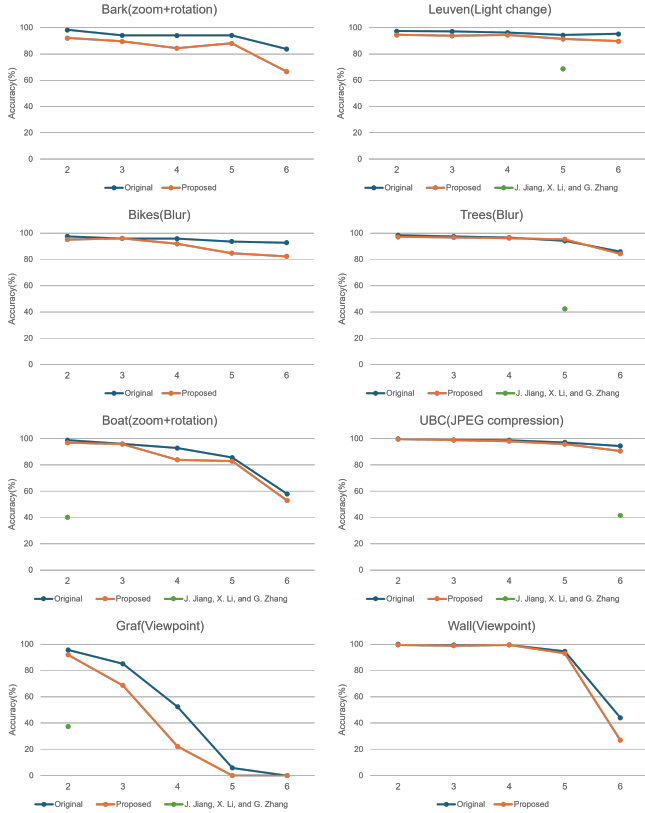 Bark(zoom+rotation)
Accuracy(%)
100
80
60
40
20
0
2 3 4 5 6
Original Proposed
Leuven(Light change)
Accuracy(%)
100
80
60
40
20
0
2 3 4 5 6
Original Proposed J. Jiang, X. Li, and G. Zhang
Bikes(Blur)
Accuracy(%)
100
80
60
40
20
0
2 3 4 5 6
Original Proposed
Trees(Blur)
Accuracy(%)
100
80
60
40
20
0
2 3 4 5 6
Original Proposed J. Jiang, X. Li, and G. Zhang
Boat(zoom+rotation)
Accuracy(%)
100
80
60
40
20
0
2 3 4 5 6
Original Proposed J. Jiang, X. Li, and G. Zhang
UBC(JPEG compression)
Accuracy(%)
100
80
60
40
20
0
2 3 4 5 6
Original Proposed J. Jiang, X. Li, and G. Zhang
Graf(Viewpoint)
Accuracy(%)
100
80
60
40
20
0
2 3 4 5 6
Original Proposed J. Jiang, X. Li, and G. Zhang
Wall(Viewpoint)
Accuracy(%)
100
80
60
40
20
0
2 3 4 5 6
Original Proposed